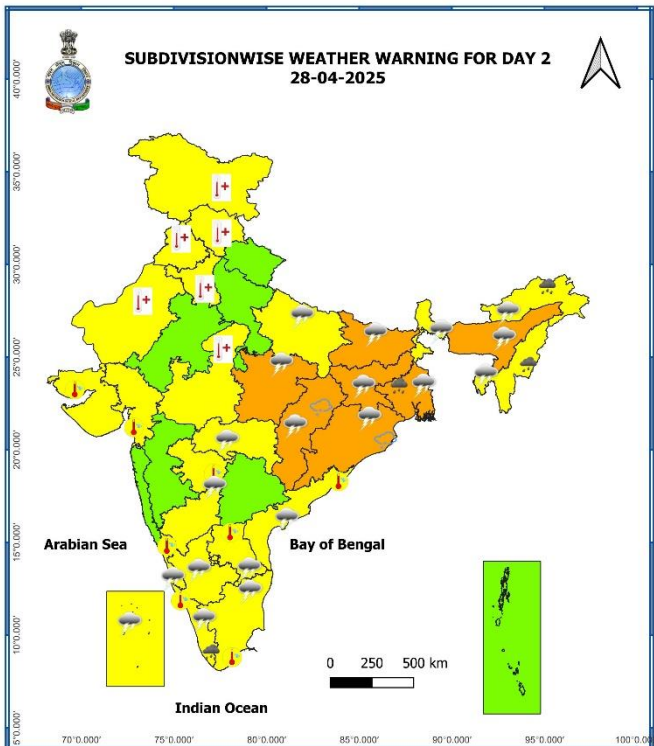 SUBDIVISIONWISE WEATHER WARNING FOR DAY 2
28-04-2025
40°0.000'
35°0.000'
30°0.000'
25°0.000'
20°0.000'
15°0.000'
10°0.000'
5°0.000'
Arabian Sea
Bay of Bengal
Indian Ocean
0 250 500 km
70°0.000' 75°0.000' 80°0.000' 85°0.000' 90°0.000' 95°0.000' 100°0.000'